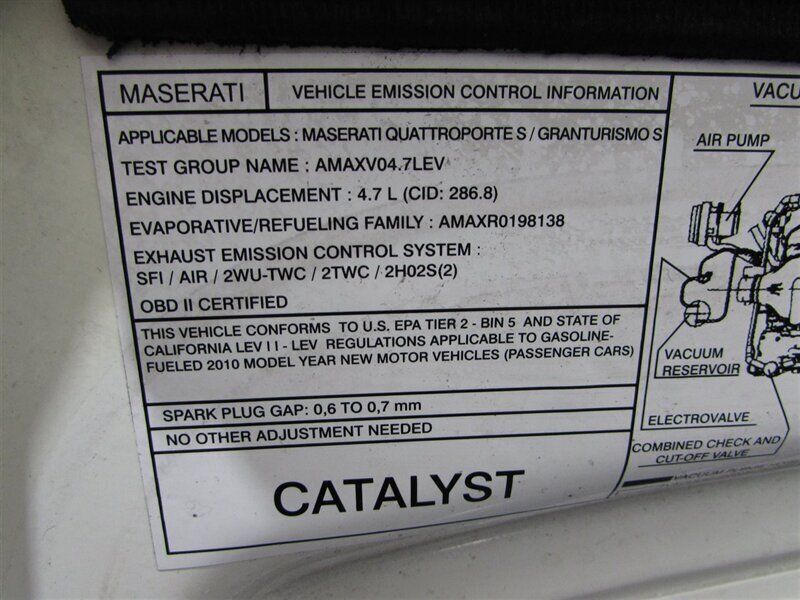 MASERATI
VEHICLE EMISSION CONTROL INFORMATION
APPLICABLE MODELS : MASERATI QUATTROPORTE S / GRANTURISMO S
TEST GROUP NAME : AMAXV04.7LEV
ENGINE DISPLACEMENT : 4.7 L (CID: 286.8)
EVAPORATIVE/REFUELING FAMILY : AMAXR0198138
EXHAUST EMISSION CONTROL SYSTEM :
SFI / AIR / 2WU-TWC / 2TWC / 2H02S(2)
OBD II CERTIFIED
THIS VEHICLE CONFORMS TO U.S. EPA TIER 2 - BIN 5 AND STATE OF
CALIFORNIA LEV I I - LEV REGULATIONS APPLICABLE TO GASOLINE-
FUELED 2010 MODEL YEAR NEW MOTOR VEHICLES (PASSENGER CARS)
SPARK PLUG GAP: 0,6 TO 0,7 mm
NO OTHER ADJUSTMENT NEEDED
CATALYST
VACU
AIR PUMP
VACUUM
RESERVOIR
ELECTROVALVE
COMBINED CHECK AND
CUT-OFF VALVE